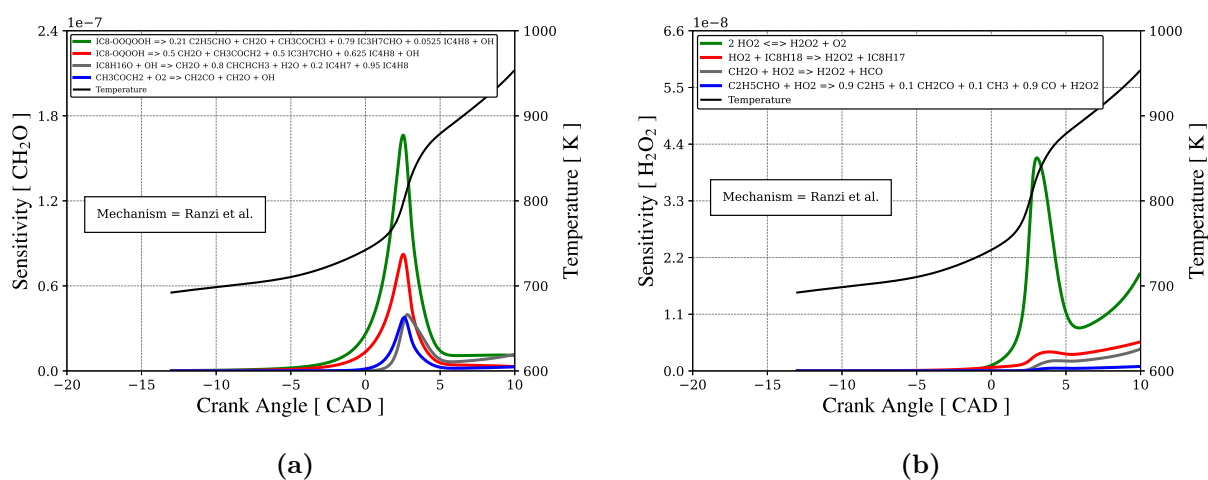 1e−7
2.4
1.8
1.2
0.6
0.0
Sensitivity [ CH2O ]
IC8-OQOOH => 0.21 C2H5CHO + CH2O + CH3COCH3 + 0.79 IC3H7CHO + 0.0525 IC4H8 + OH
IC8-OQOOH => 0.5 CH2O + CH3COCH2 + 0.5 IC3H7CHO + 0.625 IC4H8 + OH
IC8H16O + OH => CH2O + 0.8 CHCHCH3 + H2O + 0.2 IC4H7 + 0.95 IC4H8
CH3COCH2 + O2 => CH2CO + CH2O + OH
Temperature
Mechanism = Ranzi et al.
1000
900
800
700
600
Temperature [ K ]
−20 −15 −10 −5 0 5 10
Crank Angle [ CAD ]
(a)
1e−8
6.6
5.5
4.4
3.3
2.2
1.1
0.0
Sensitivity [ H2O2 ]
2 HO2 <=> H2O2 + O2
HO2 + IC8H18 => H2O2 + IC8H17
CH2O + HO2 => H2O2 + HCO
C2H5CHO + HO2 => 0.9 C2H5 + 0.1 CH2CO + 0.1 CH3 + 0.9 CO + H2O2
Temperature
Mechanism = Ranzi et al.
1000
900
800
700
600
Temperature [ K ]
−20 −15 −10 −5 0 5 10
Crank Angle [ CAD ]
(b)